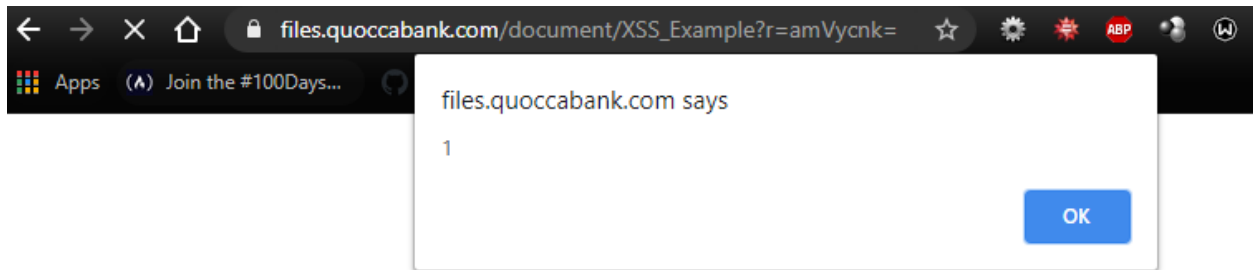 files.quoccabank.com/document/XSS_Example?r=amVycnk=
ABP
Apps
(A) Join the #100Days...
files.quoccabank.com says
1
OK